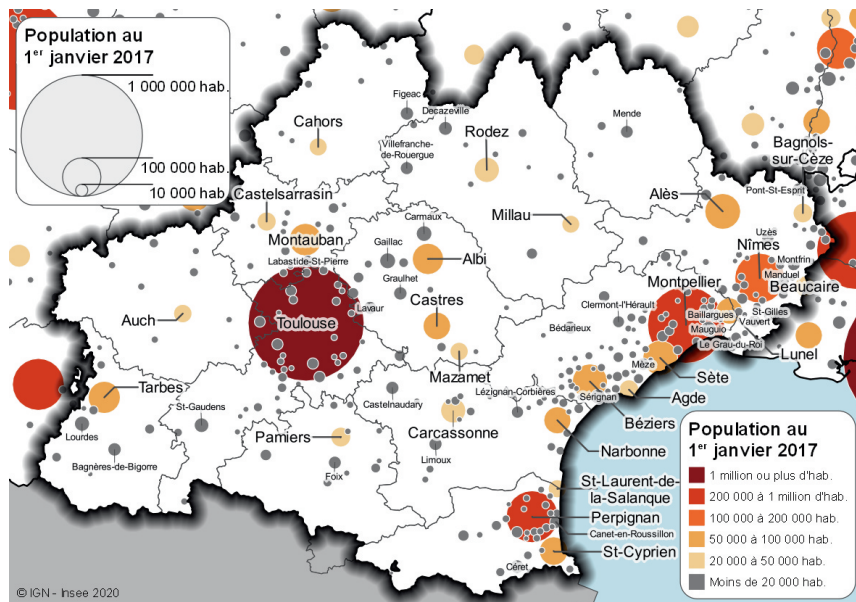 Population au
1er janvier 2017
1 000 000 hab.
100 000 hab.
10 000 hab.
Figeac
Decazeville
Cahors
Villefranche-
de-Rouergue
Rodez
Mende
Bagnols-
sur-Cèze
Castelsarrasin
Alès
Pont-St-Esprit
Carmaux
Millau
Montauban
Gaillac
Albi
Uzès
Nîmes
Montfrin
Labastide-St-Pierre
Graulhet
Manduel
Montpellier
Beaucaire
Lavaur
Castres
Clermont-l'Hérault
Baillargues
St-Gilles
Auch
Toulouse
Bédarieux
Mauguio
Vauvert
Le Grau-du-Roi
Lunel
Mazamet
Mèze
Sète
Tarbes
Castelnaudary
Lézignan-Corbières
Sérignan
Agde
St-Gaudens
Béziers
Lourdes
Pamiers
Carcassonne
Narbonne
Bagnères-de-Bigorre
Foix
Limoux
St-Laurent-de-
la-Salanque
Perpignan
Canet-en-Roussillon
St-Cyprien
Céret
Population au
1er janvier 2017
1 million ou plus d'hab.
200 000 à 1 million d'hab.
100 000 à 200 000 hab.
50 000 à 100 000 hab.
20 000 à 50 000 hab.
Moins de 20 000 hab.
© IGN - Insee 2020